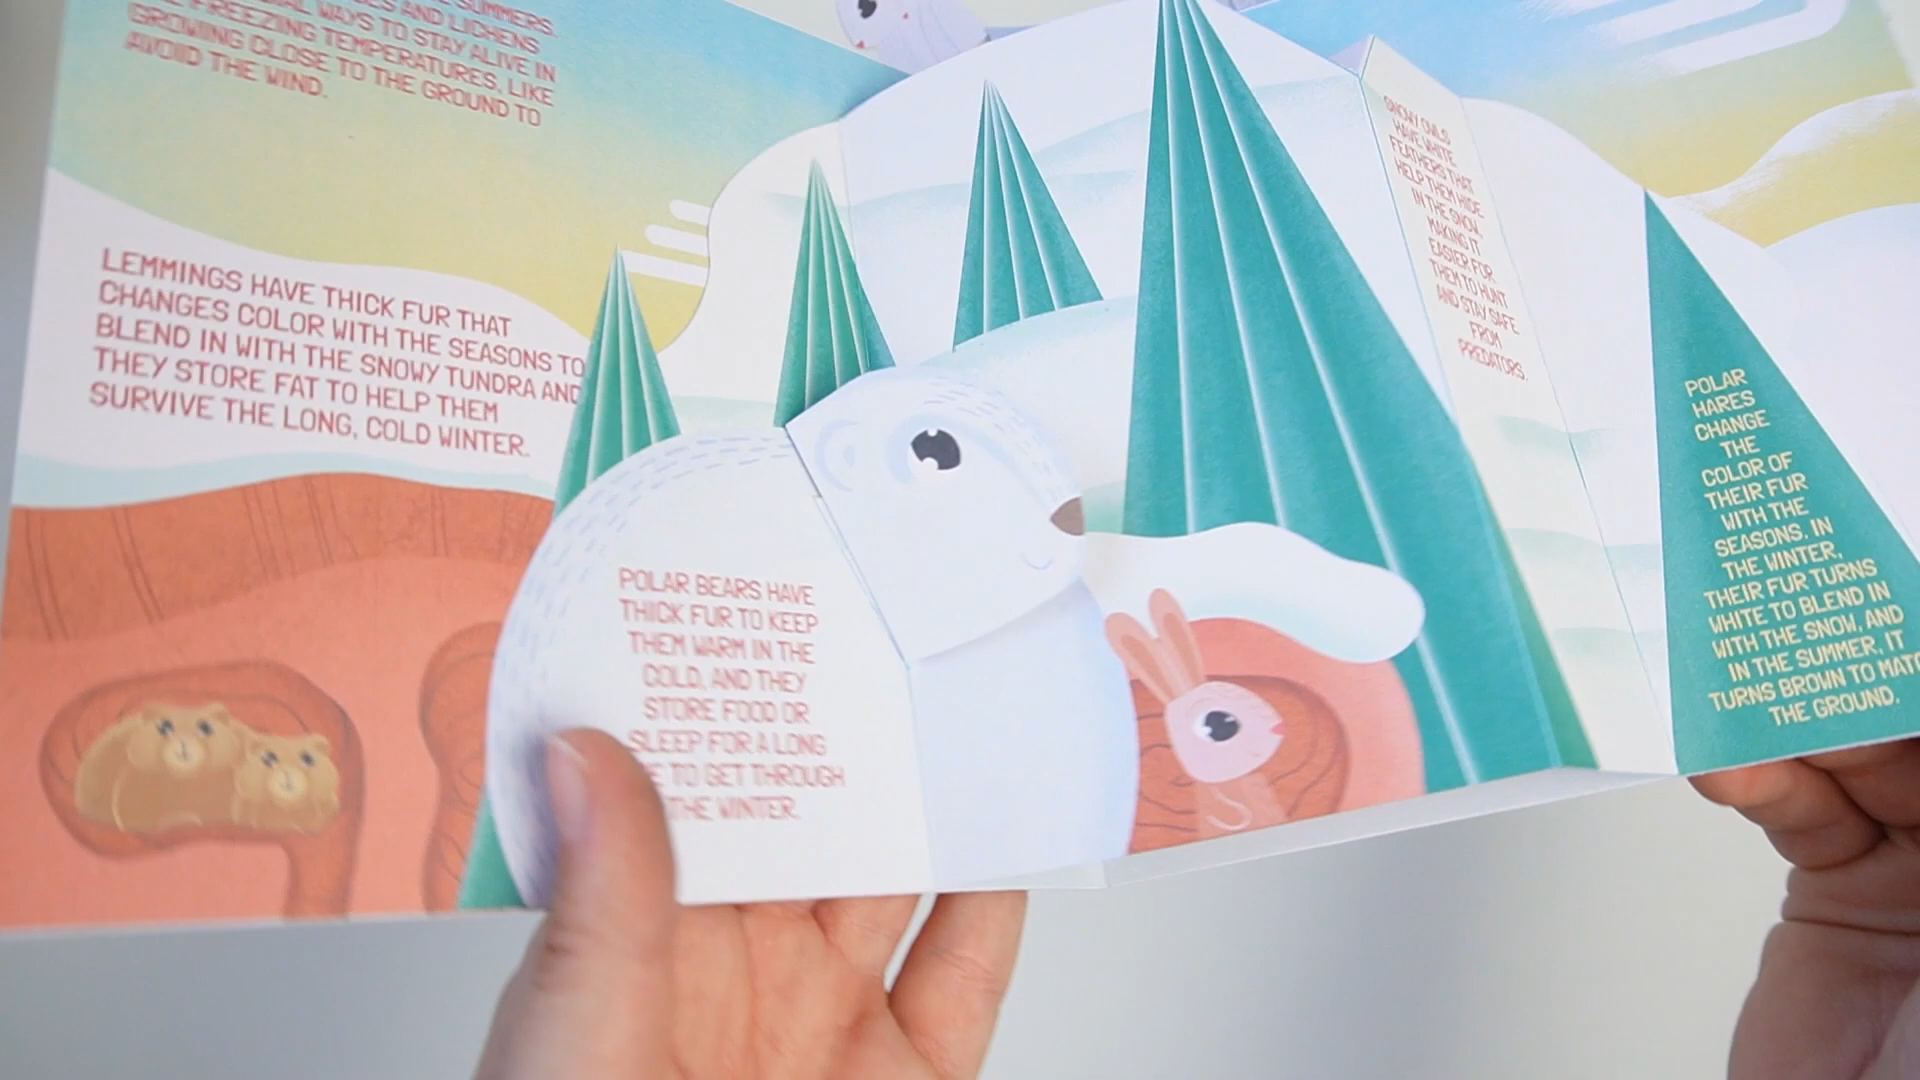 SUMMERS.
AND LICHENS
WAYS TO STAY ALIVE IN
FREEZING TEMPERATURES, LIKE
GROWING CLOSE TO THE GROUND TO
AVOID THE WIND.
LEMMINGS HAVE THICK FUR THAT
CHANGES COLOR WITH THE SEASONS TO
BLEND IN WITH THE SNOWY TUNDRA AND
THEY STORE FAT TO HELP THEM
SURVIVE THE LONG, COLD WINTER.
POLAR BEARS HAVE
THICK FUR TO KEEP
THEM WARM IN THE
COLD, AND THEY
STORE FOOD OR
SLEEP FOR A LONG
TO GET THROUGH
THE WINTER.
SNOWY OWLS
HAVE WHITE
FEATHERS THAT
HELP THEM HIDE
IN THE SNOW,
MAKING IT
EASIER FOR
THEM TO HUNT
AND STAY SAFE
FROM
PREDATORS.
POLAR
HARES
CHANGE
THE
COLOR OF
THEIR FUR
WITH THE
SEASONS. IN
THE WINTER,
THEIR FUR TURNS
WHITE TO BLEND IN
WITH THE SNOW, AND
IN THE SUMMER, IT
TURNS BROWN TO MATC
THE GROUND.